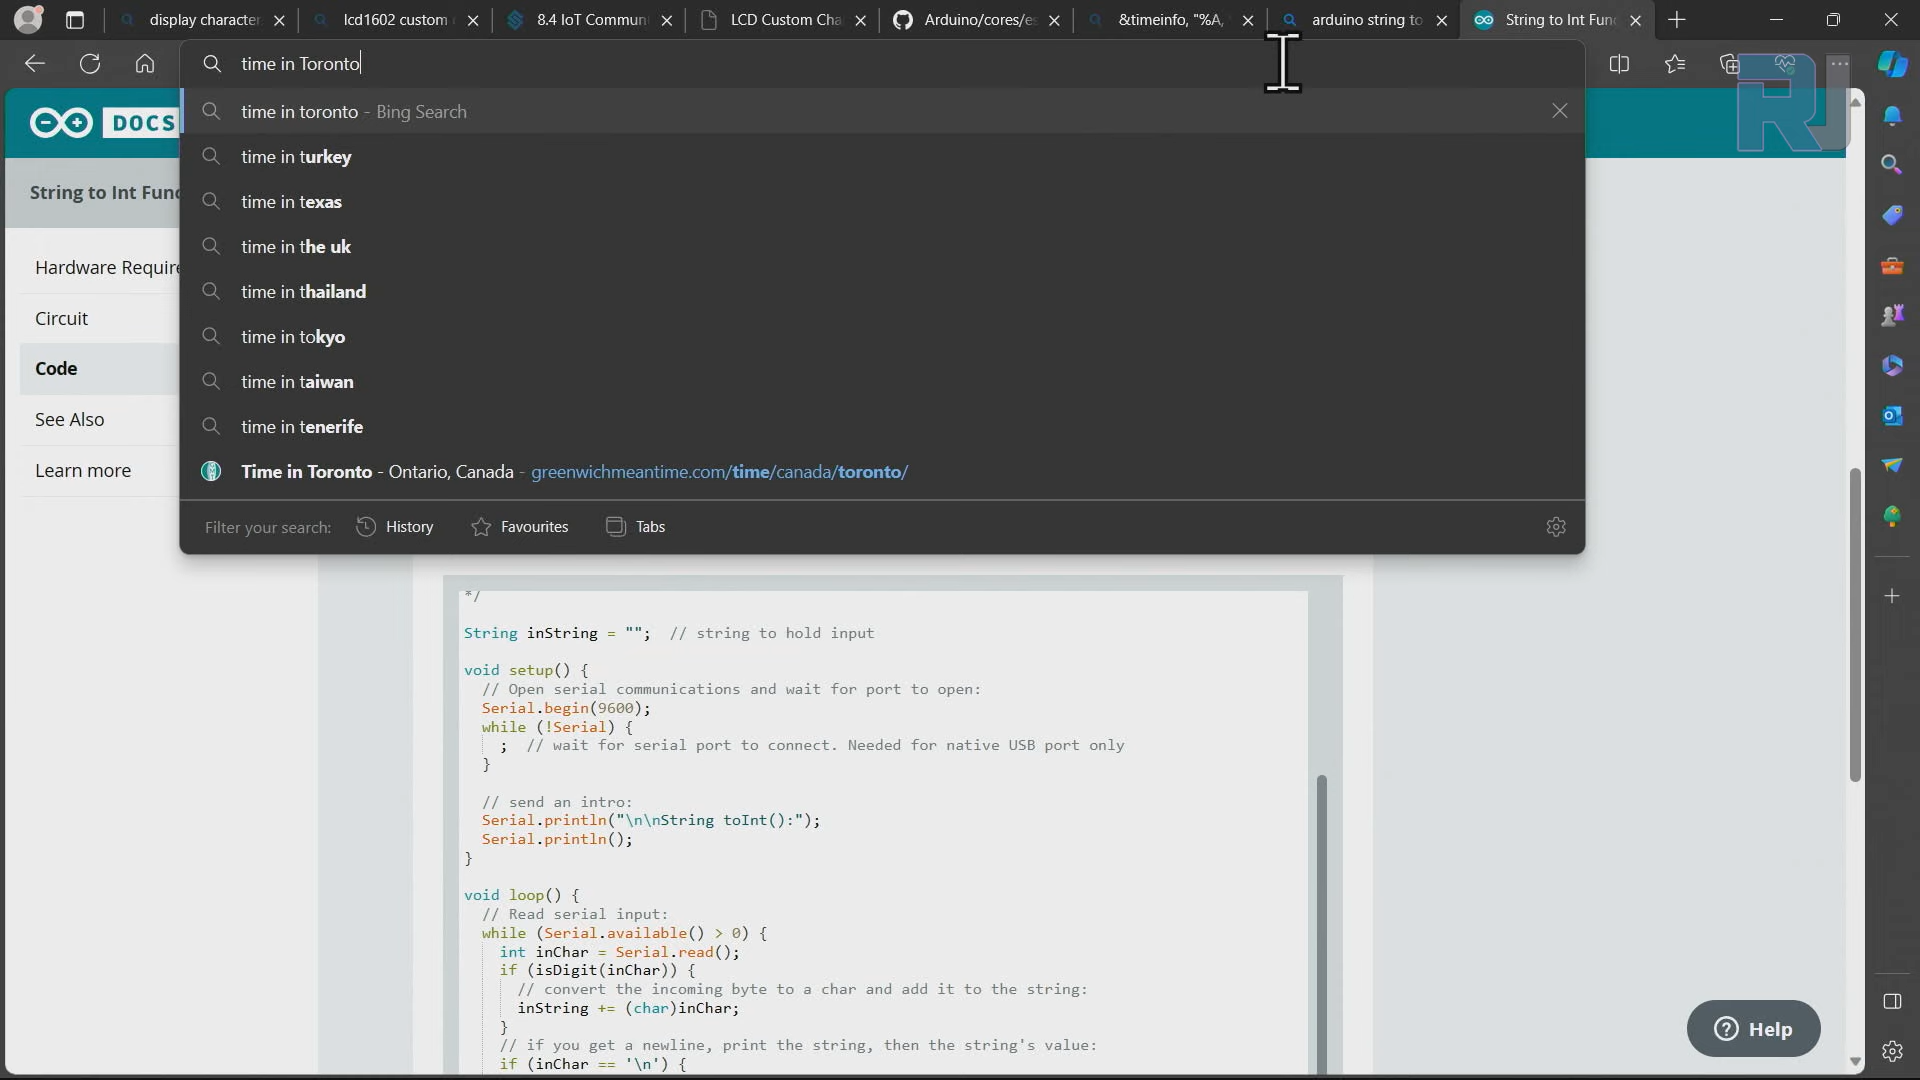 display character
lcd1602 custom c
8.4 IoT Commun
LCD Custom Cha
Arduino/cores/es
&timeinfo, "%A,
arduino string to
String to Int Func
time in Toronto
time in toronto - Bing Search
time in turkey
time in texas
time in the uk
time in thailand
time in tokyo
time in taiwan
time in tenerife
Time in Toronto - Ontario, Canada - greenwichmeantime.com/time/canada/toronto/
Filter your search:
History
Favourites
Tabs
DOCS
String to Int Func
Hardware Require
Circuit
Code
See Also
Learn more
RJ
*/
String inString = ""; // string to hold input
void setup() {
// Open serial communications and wait for port to open:
Serial.begin(9600);
while (!Serial) {
; // wait for serial port to connect. Needed for native USB port only
}
// send an intro:
Serial.println("\n\nString toInt():");
Serial.println();
}
void loop() {
// Read serial input:
while (Serial.available() > 0) {
int inChar = Serial.read();
if (isDigit(inChar)) {
// convert the incoming byte to a char and add it to the string:
inString += (char)inChar;
}
// if you get a newline, print the string, then the string's value:
if (inChar == '\n') {
Help